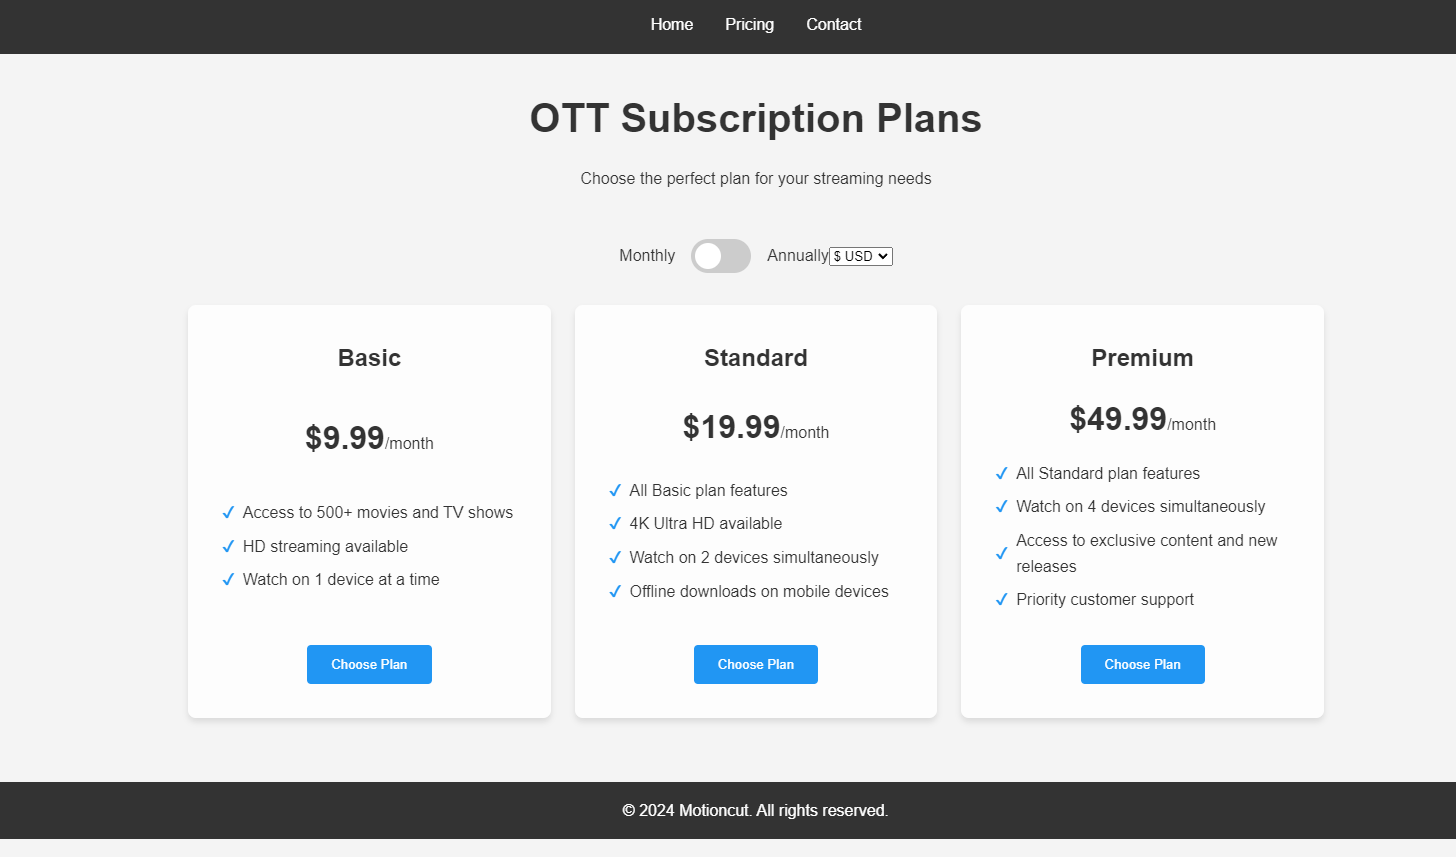 Home Pricing Contact
OTT Subscription Plans
Choose the perfect plan for your streaming needs
Monthly Annually $ USD
Basic
$9.99/month
✓ Access to 500+ movies and TV shows
✓ HD streaming available
✓ Watch on 1 device at a time
Choose Plan
Standard
$19.99/month
✓ All Basic plan features
✓ 4K Ultra HD available
✓ Watch on 2 devices simultaneously
✓ Offline downloads on mobile devices
Choose Plan
Premium
$49.99/month
✓ All Standard plan features
✓ Watch on 4 devices simultaneously
✓ Access to exclusive content and new
releases
✓ Priority customer support
Choose Plan
© 2024 Motioncut. All rights reserved.